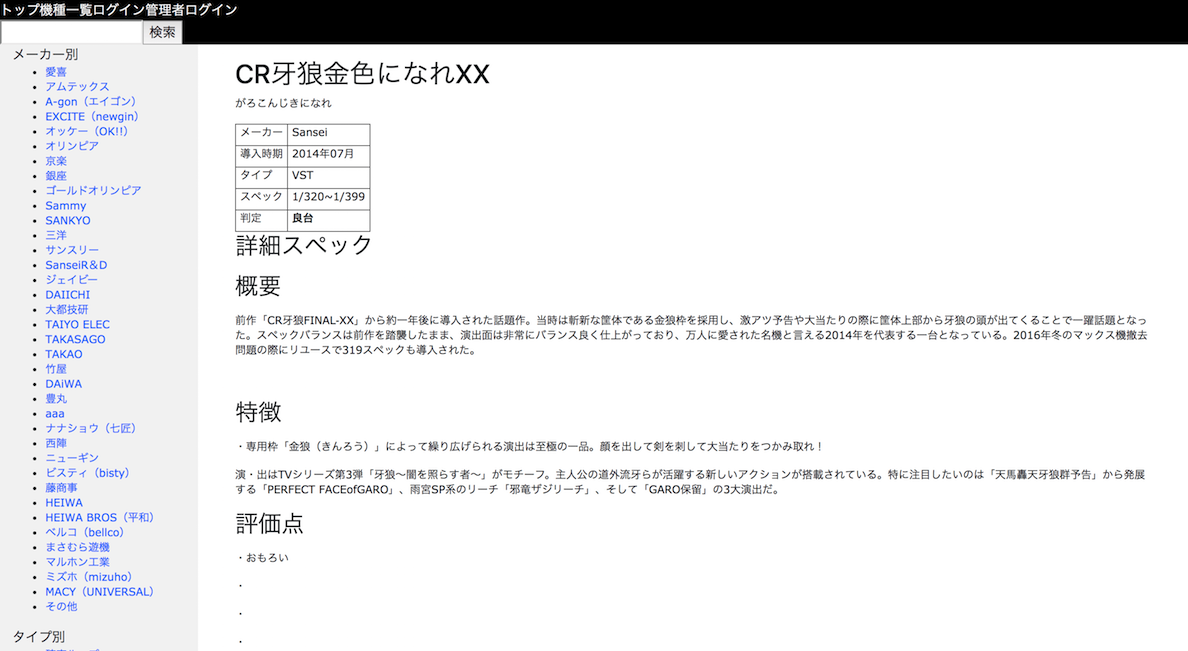 トップ機種一覧ログイン管理者ログイン
検索
メーカー別
愛喜
アムテックス
A-gon（エイゴン）
EXCITE（newgin）
オッケー（OK!!）
オリンピア
京楽
銀座
ゴールドオリンピア
Sammy
SANKYO
三洋
サンスリー
SanseiR＆D
ジェイビー
DAIICHI
大都技研
TAIYO ELEC
TAKASAGO
TAKAO
竹屋
DAiWA
豊丸
aaa
ナナショウ（七匠）
西陣
ニューギン
ビスティ（bisty）
藤商事
HEIWA
HEIWA BROS（平和）
ベルコ（bellco）
まさむら遊機
マルホン工業
ミズホ（mizuho）
MACY（UNIVERSAL）
その他
タイプ別
CR牙狼金色になれXX
がろこんじきになれ
メーカー Sansei
導入時期 2014年07月
タイプ VST
スペック 1/320~1/399
判定 良台
詳細スペック
概要
前作「CR牙狼FINAL-XX」から約一年後に導入された話題作。当時は斬新な筐体である金狼枠を採用し、激アツ予告や大当たりの際に筐体上部から牙狼の頭が出てくることで一躍話題となっ
た。スペックバランスは前作を踏襲したまま、演出面は非常にバランス良く仕上がっており、万人に愛された名機と言える2014年を代表する一台となっている。2016年冬のマックス機撤去
問題の際にリユースで319スペックも導入された。
特徴
・専用枠「金狼（きんろう）」によって繰り広げられる演出は至極の一品。顔を出して剣を刺して大当たりをつかみ取れ！
演・出はTVシリーズ第3弾「牙狼〜闇を照らす者〜」がモチーフ。主人公の道外流牙らが活躍する新しいアクションが搭載されている。特に注目したいのは「天馬轟天牙狼群予告」から発展
する「PERFECT FACEofGARO」、雨宮SP系のリーチ「邪竜ザジリーチ」、そして「GARO保留」の3大演出だ。
評価点
・おもろい
・
・
・